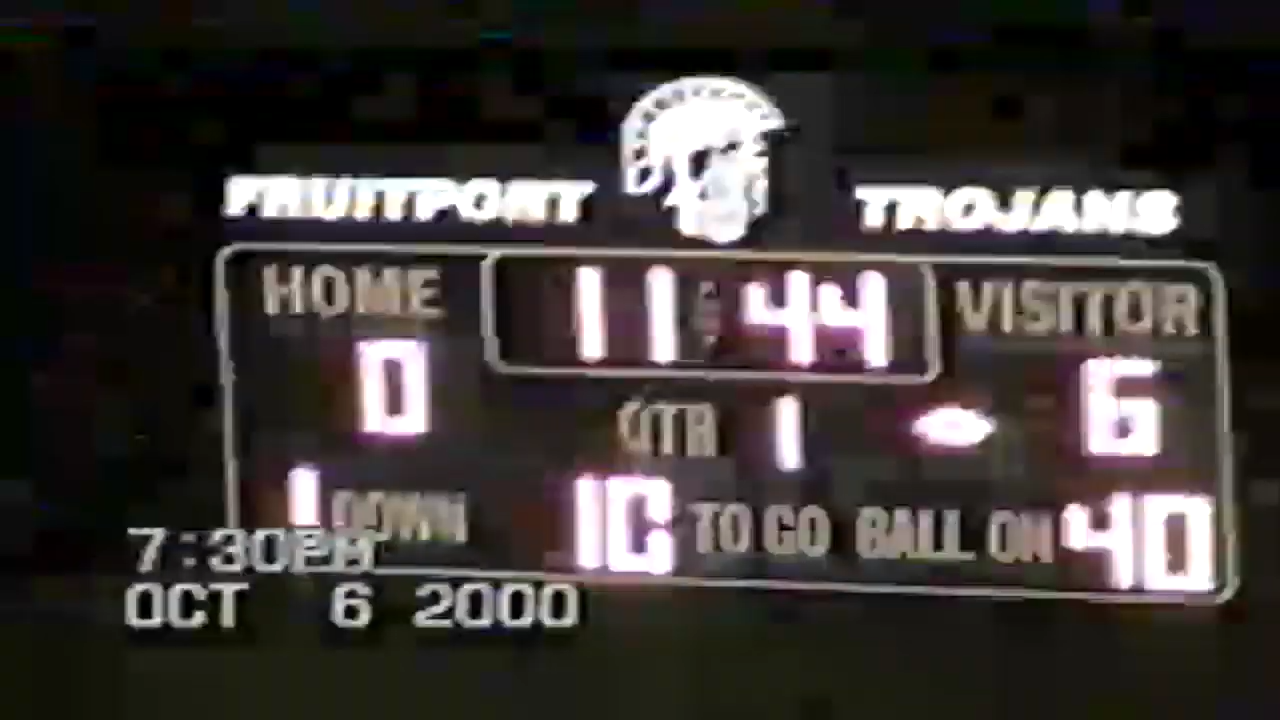 FRUITPORT TROJANS
HOME 11:44 VISITOR
0 QTR 1 6
1 DOWN 10 TO GO BALL ON 40
7:30PM
OCT 6 2000